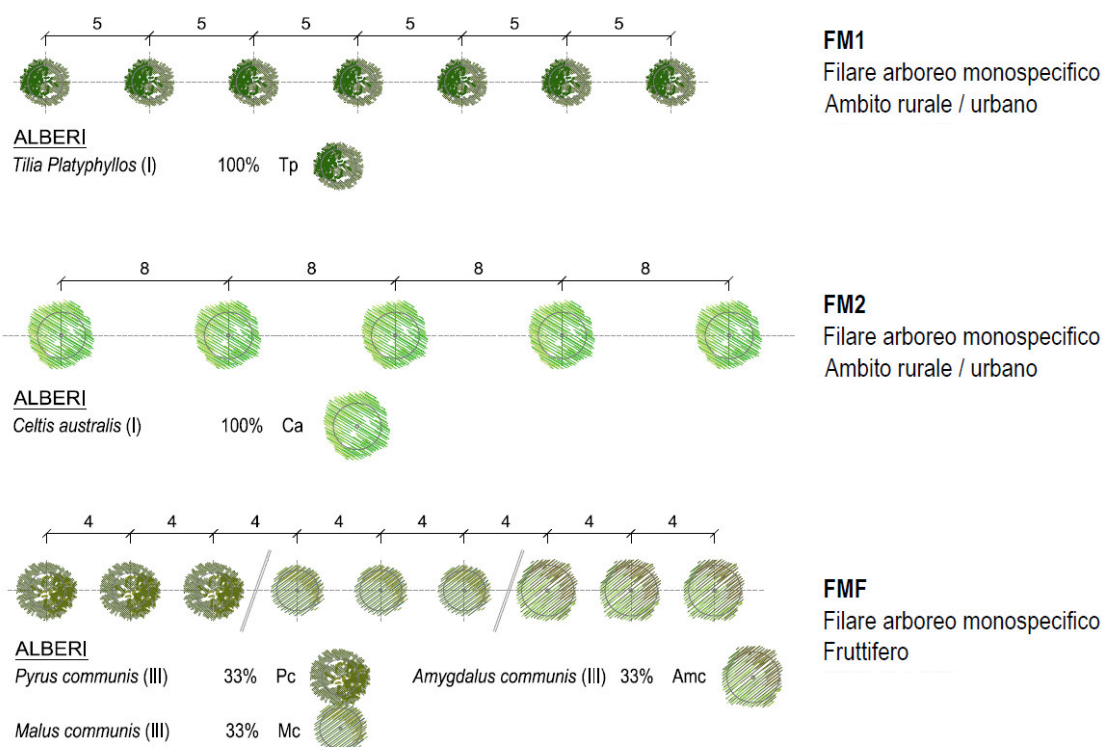 5 5 5 5 5 5
FM1
Filare arboreo monospecifico
Ambito rurale / urbano
ALBERI
Tilia Platyphyllos (I) 100% Tp
8 8 8 8
FM2
Filare arboreo monospecifico
Ambito rurale / urbano
ALBERI
Celtis australis (I) 100% Ca
4 4 4 4 4 4 4 4
FMF
Filare arboreo monospecifico
Fruttifero
ALBERI
Pyrus communis (III) 33% Pc
Amygdalus communis (III) 33% Amc
Malus communis (III) 33% Mc